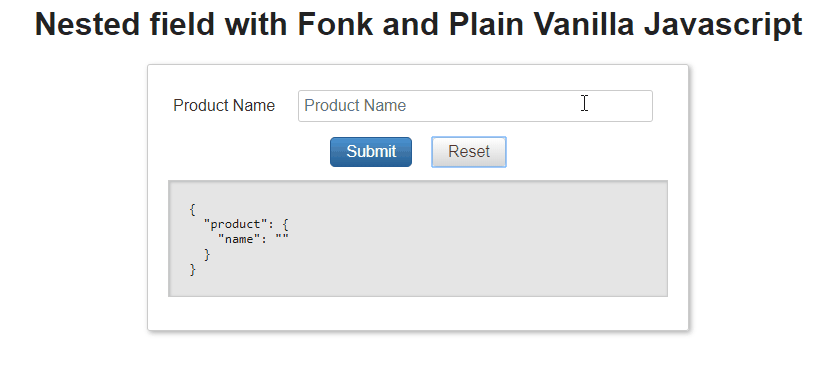 Nested field with Fonk and Plain Vanilla Javascript
Product Name Product Name
Submit Reset
{
"product": {
"name": ""
}
}